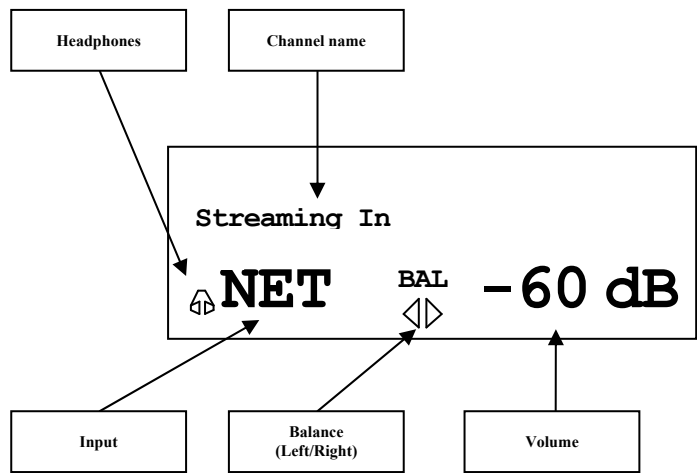 Headphones
Channel name
Streaming In
NET
BAL
-60 dB
Input
Balance
(Left/Right)
Volume